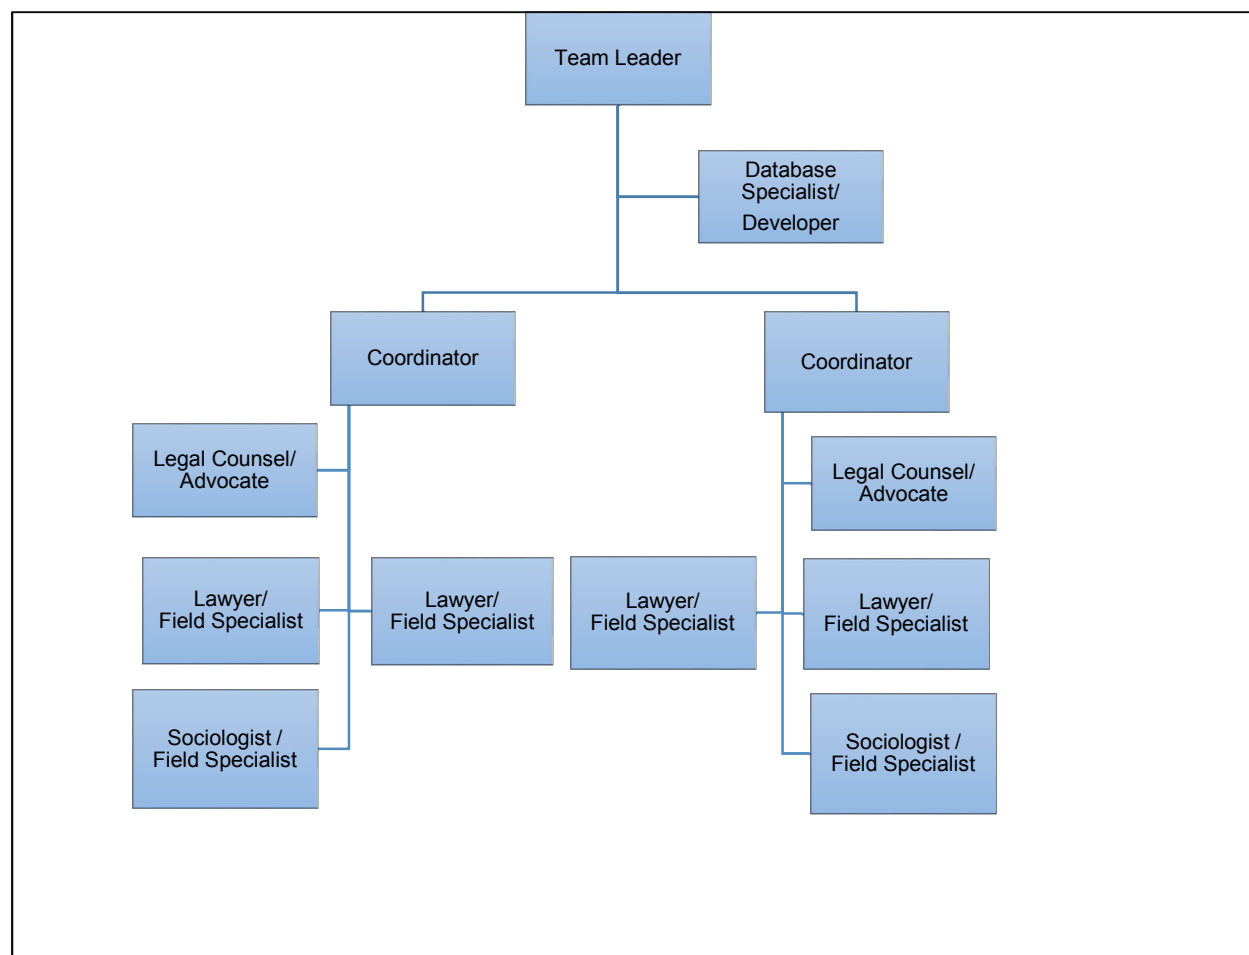 Team Leader
Database
Specialist/
Developer
Coordinator
Coordinator
Legal Counsel/
Advocate
Legal Counsel/
Advocate
Lawyer/
Field Specialist
Lawyer/
Field Specialist
Lawyer/
Field Specialist
Lawyer/
Field Specialist
Sociologist /
Field Specialist
Sociologist /
Field Specialist